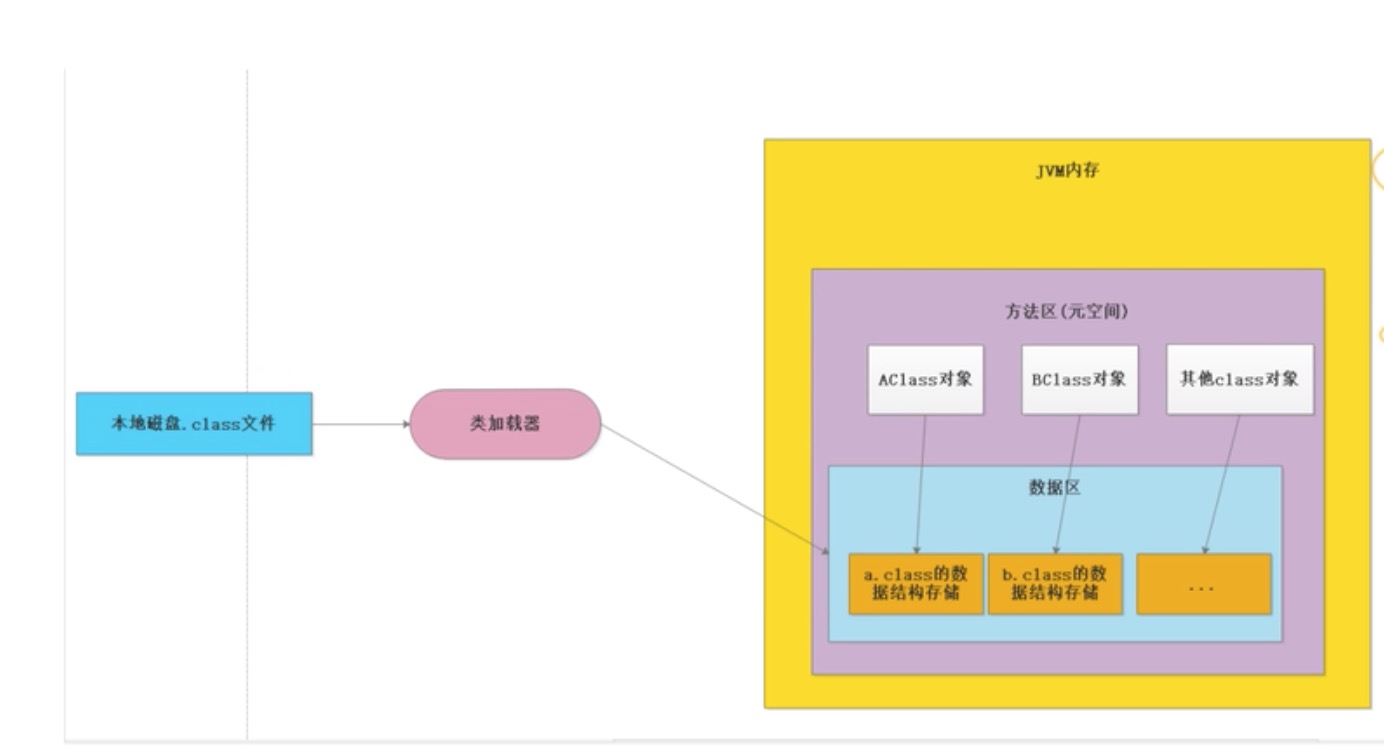 JVM内存
方法区(元空间)
AClass对象
BClass对象
其他class对象
本地磁盘.class文件
类加载器
数据区
a.class的数
据结构存储
b.class的数
据结构存储
...